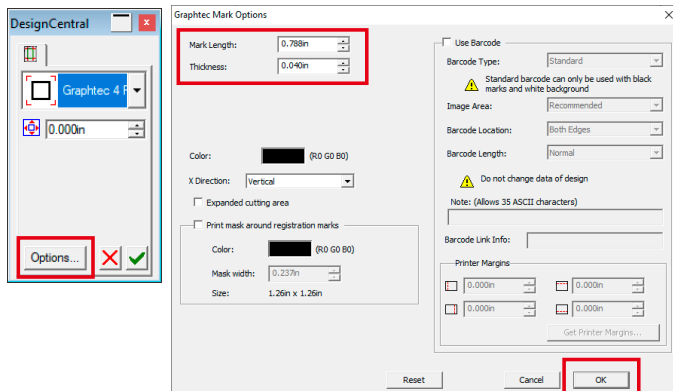 DesignCentral
Graphtec 4 F
0.000in
Options...
Graphtec Mark Options
Mark Length: 0.788in
Thickness: 0.040in
Color: (R0 G0 B0)
X Direction: Vertical
Expanded cutting area
Print mask around registration marks
Color: (R0 G0 B0)
Mask width: 0.237in
Size: 1.26in x 1.26in
Use Barcode
Barcode Type: Standard
Standard barcode can only be used with black
marks and white background
Image Area: Recommended
Barcode Location: Both Edges
Barcode Length: Normal
Do not change data of design
Note: (Allows 35 ASCII characters)
Barcode Link Info:
Printer Margins
0.000in 0.000in
0.000in 0.000in
Get Printer Margins...
Reset Cancel OK